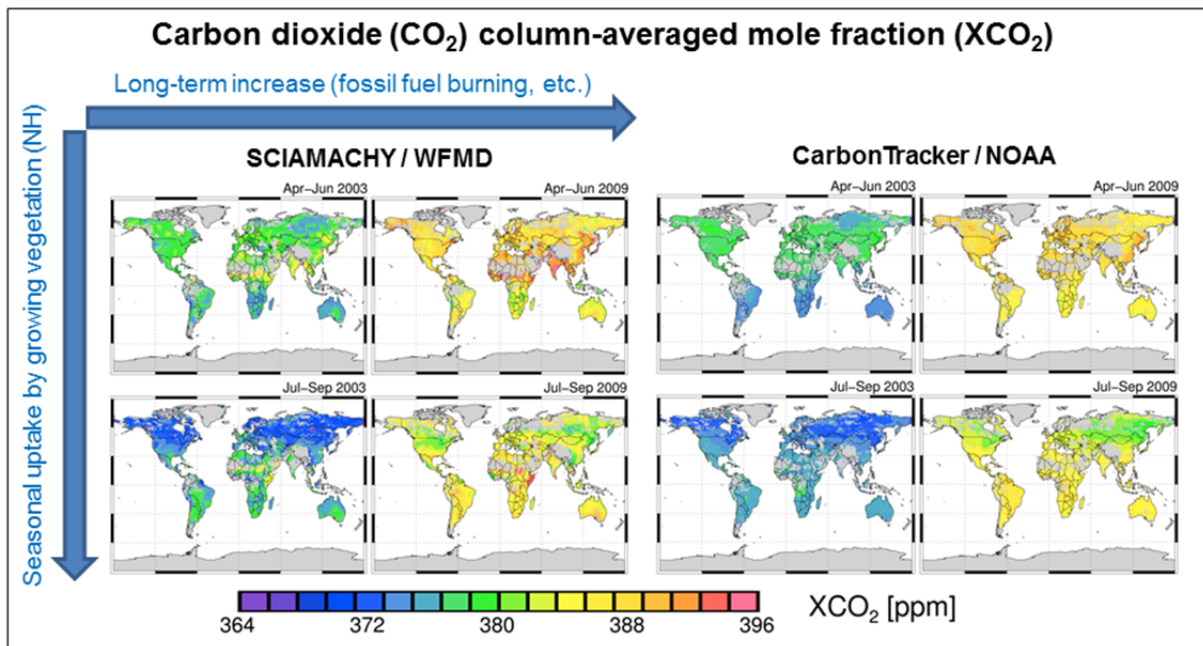 Carbon dioxide (CO₂) column-averaged mole fraction (XCO₂)
Long-term increase (fossil fuel burning, etc.)
Seasonal uptake by growing vegetation (NH)
SCIAMACHY / WFMD
CarbonTracker / NOAA
Apr-Jun 2003
Apr-Jun 2009
Apr-Jun 2003
Apr-Jun 2009
Jul-Sep 2003
Jul-Sep 2009
Jul-Sep 2003
Jul-Sep 2009
364 372 380 388 396
XCO₂ [ppm]